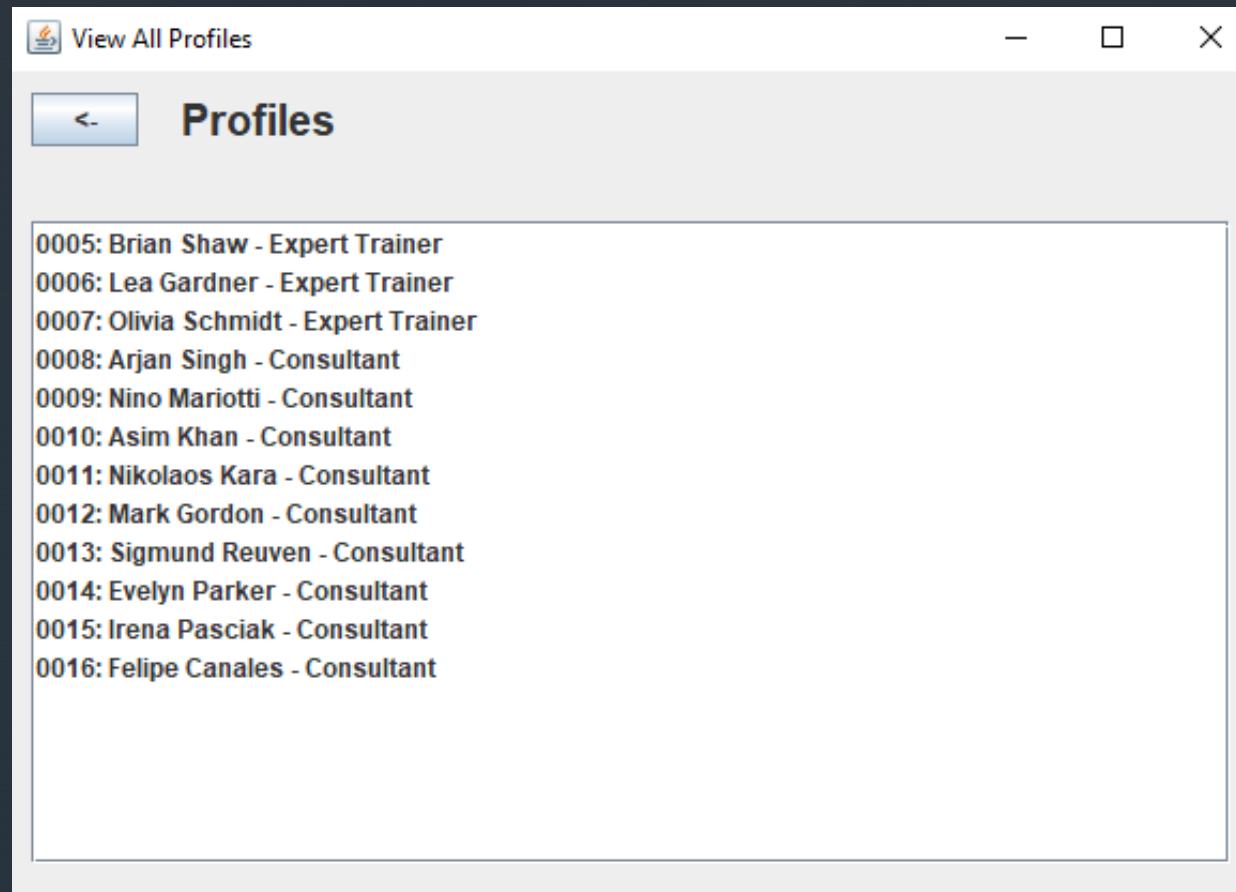 View All Profiles
<- Profiles
0005: Brian Shaw - Expert Trainer
0006: Lea Gardner - Expert Trainer
0007: Olivia Schmidt - Expert Trainer
0008: Arjan Singh - Consultant
0009: Nino Mariotti - Consultant
0010: Asim Khan - Consultant
0011: Nikolaos Kara - Consultant
0012: Mark Gordon - Consultant
0013: Sigmund Reuven - Consultant
0014: Evelyn Parker - Consultant
0015: Irena Pasciak - Consultant
0016: Felipe Canales - Consultant